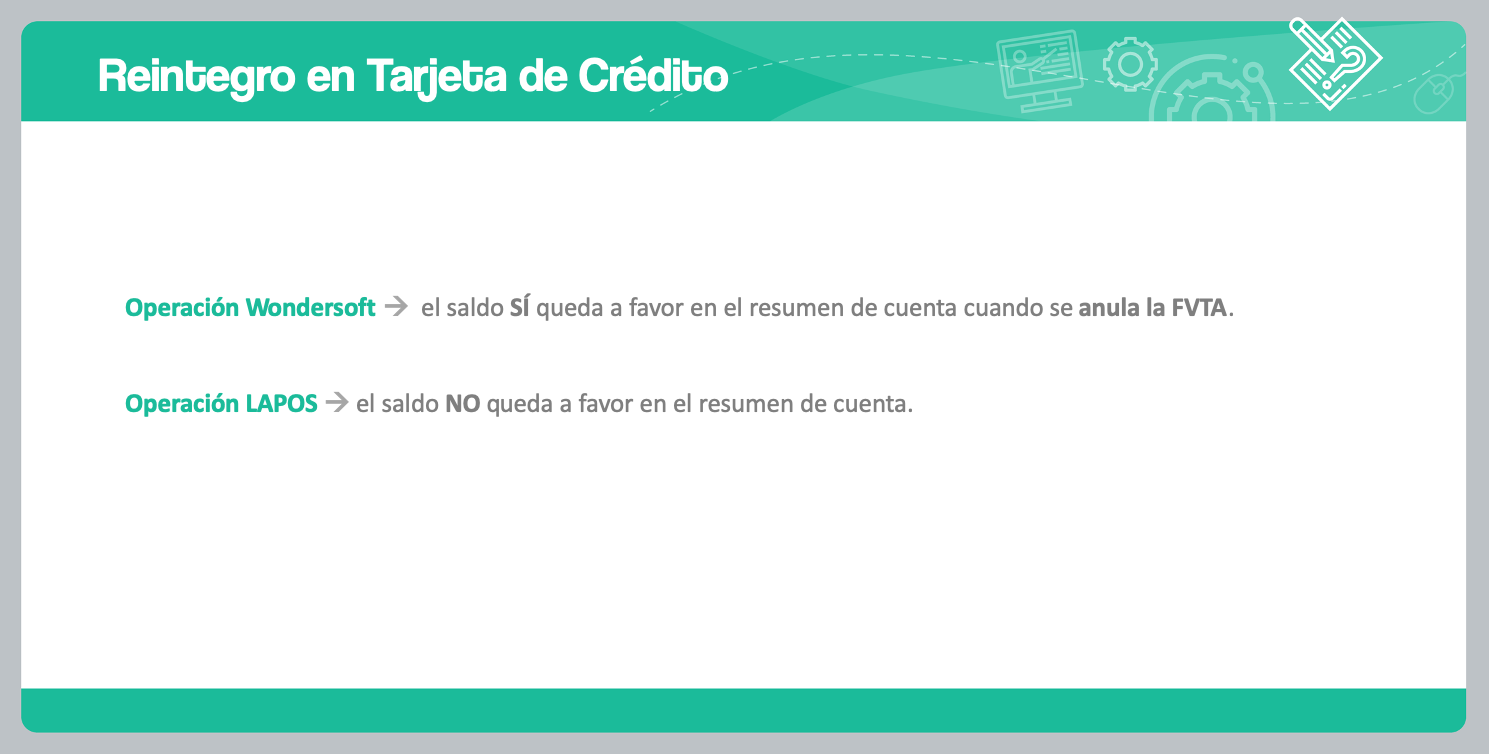 Reintegro en Tarjeta de Crédito
Operación Wondersoft → el saldo SÍ queda a favor en el resumen de cuenta cuando se anula la FVTA.
Operación LAPOS → el saldo NO queda a favor en el resumen de cuenta.